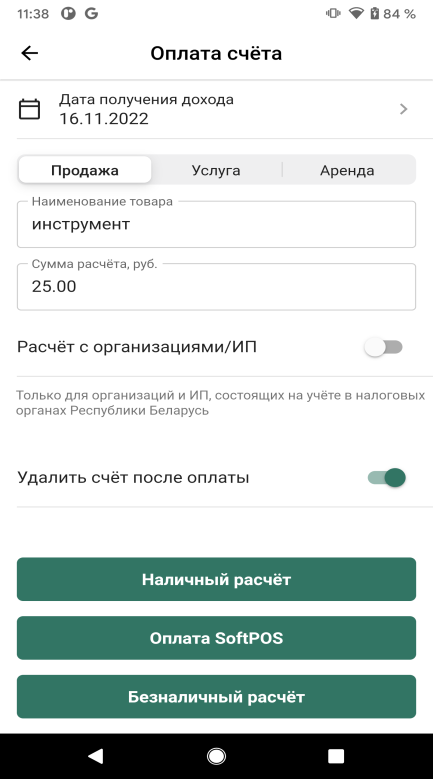 11:38 G 84 %
Оплата счёта
Дата получения дохода
16.11.2022
Продажа Услуга Аренда
Наименование товара
инструмент
Сумма расчёта, руб.
25.00
Расчёт с организациями/ИП
Только для организаций и ИП, состоящих на учёте в налоговых
органах Республики Беларусь
Удалить счёт после оплаты
Наличный расчёт
Оплата SoftPOS
Безналичный расчёт